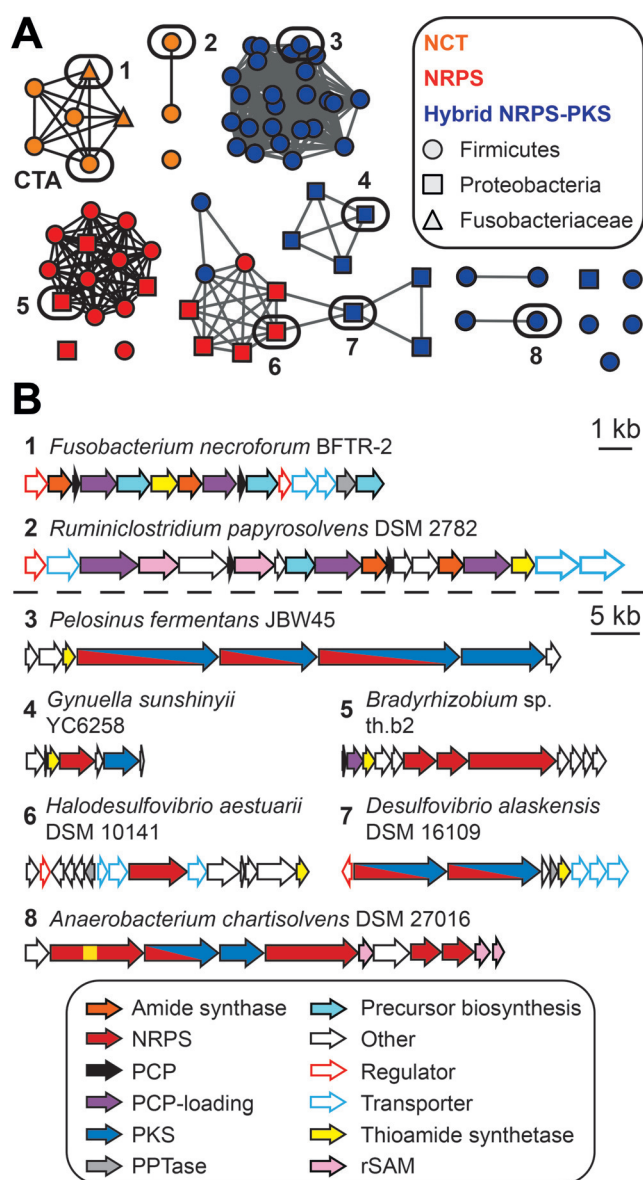 A
1
2
3
NCT
NRPS
Hybrid NRPS-PKS
Firmicutes
Proteobacteria
Fusobacteriaceae
CTA
4
5
6
7
8
B
1 Fusobacterium necroforum BFTR-2
1 kb
2 Ruminiclostridium papyrosolvens DSM 2782
3 Pelosinus fermentans JBW45
5 kb
4 Gynuella sunshinyii
YC6258
5 Bradyrhizobium sp.
th.b2
6 Halodesulfovibrio aestuarii
DSM 10141
7 Desulfovibrio alaskensis
DSM 16109
8 Anaerobacterium chartisolvens DSM 27016
Amide synthase
NRPS
PCP
PCP-loading
PKS
PPTase
Precursor biosynthesis
Other
Regulator
Transporter
Thioamide synthetase
rSAM